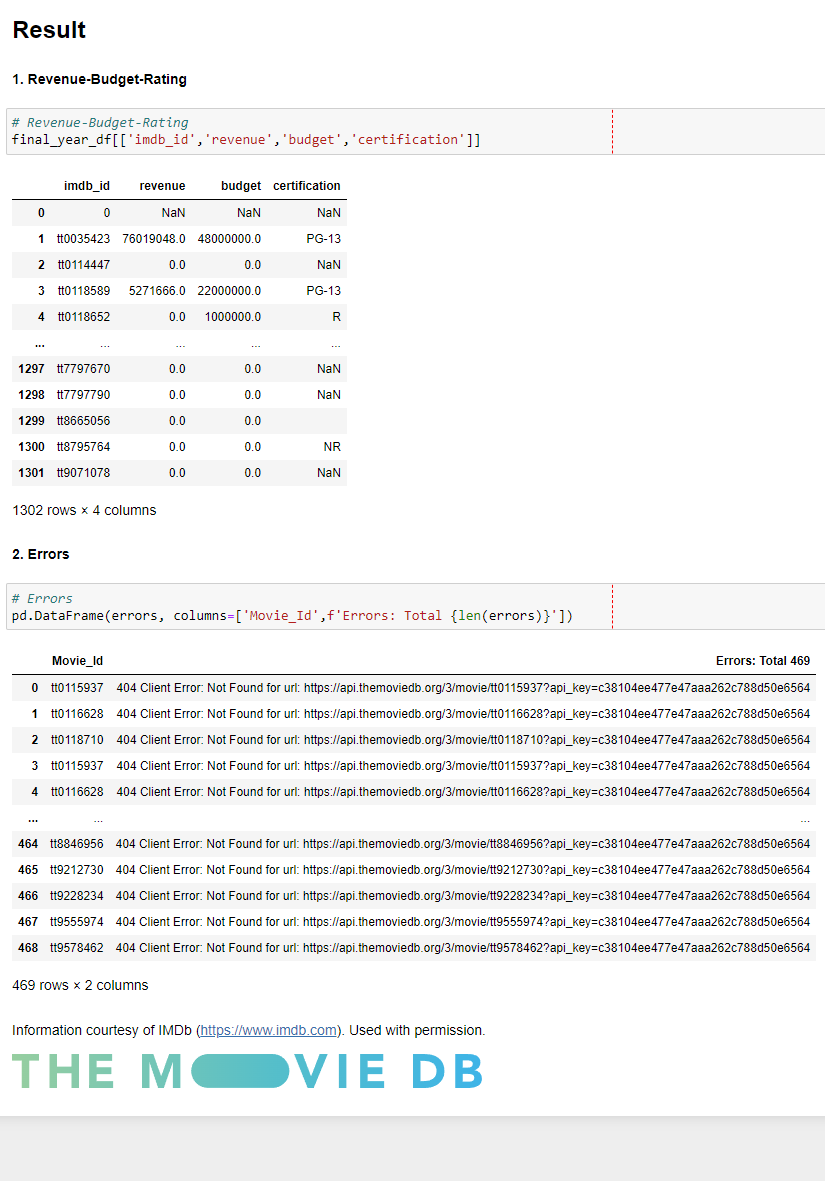 Result
1. Revenue-Budget-Rating
# Revenue-Budget-Rating
final_year_df[['imdb_id','revenue','budget','certification']]
imdb_id revenue budget certification
0 0 NaN NaN NaN
1 tt0035423 76019048.0 48000000.0 PG-13
2 tt0114447 0.0 0.0 NaN
3 tt0118589 5271666.0 22000000.0 PG-13
4 tt0118652 0.0 1000000.0 R
... ... ... ... ...
1297 tt7797670 0.0 0.0 NaN
1298 tt7797790 0.0 0.0 NaN
1299 tt8665056 0.0 0.0
1300 tt8795764 0.0 0.0 NR
1301 tt9071078 0.0 0.0 NaN
1302 rows × 4 columns
2. Errors
# Errors
pd.DataFrame(errors, columns=['Movie_Id',f'Errors: Total {len(errors)}'])
Movie_Id Errors: Total 469
0 tt0115937 404 Client Error: Not Found for url: https://api.themoviedb.org/3/movie/tt0115937?api_key=c38104ee477e47aaa262c788d50e6564
1 tt0116628 404 Client Error: Not Found for url: https://api.themoviedb.org/3/movie/tt0116628?api_key=c38104ee477e47aaa262c788d50e6564
2 tt0118710 404 Client Error: Not Found for url: https://api.themoviedb.org/3/movie/tt0118710?api_key=c38104ee477e47aaa262c788d50e6564
3 tt0115937 404 Client Error: Not Found for url: https://api.themoviedb.org/3/movie/tt0115937?api_key=c38104ee477e47aaa262c788d50e6564
4 tt0116628 404 Client Error: Not Found for url: https://api.themoviedb.org/3/movie/tt0116628?api_key=c38104ee477e47aaa262c788d50e6564
... ... ...
464 tt8846956 404 Client Error: Not Found for url: https://api.themoviedb.org/3/movie/tt8846956?api_key=c38104ee477e47aaa262c788d50e6564
465 tt9212730 404 Client Error: Not Found for url: https://api.themoviedb.org/3/movie/tt9212730?api_key=c38104ee477e47aaa262c788d50e6564
466 tt9228234 404 Client Error: Not Found for url: https://api.themoviedb.org/3/movie/tt9228234?api_key=c38104ee477e47aaa262c788d50e6564
467 tt9555974 404 Client Error: Not Found for url: https://api.themoviedb.org/3/movie/tt9555974?api_key=c38104ee477e47aaa262c788d50e6564
468 tt9578462 404 Client Error: Not Found for url: https://api.themoviedb.org/3/movie/tt9578462?api_key=c38104ee477e47aaa262c788d50e6564
469 rows × 2 columns
Information courtesy of IMDb (https://www.imdb.com). Used with permission.
THE M VIE DB